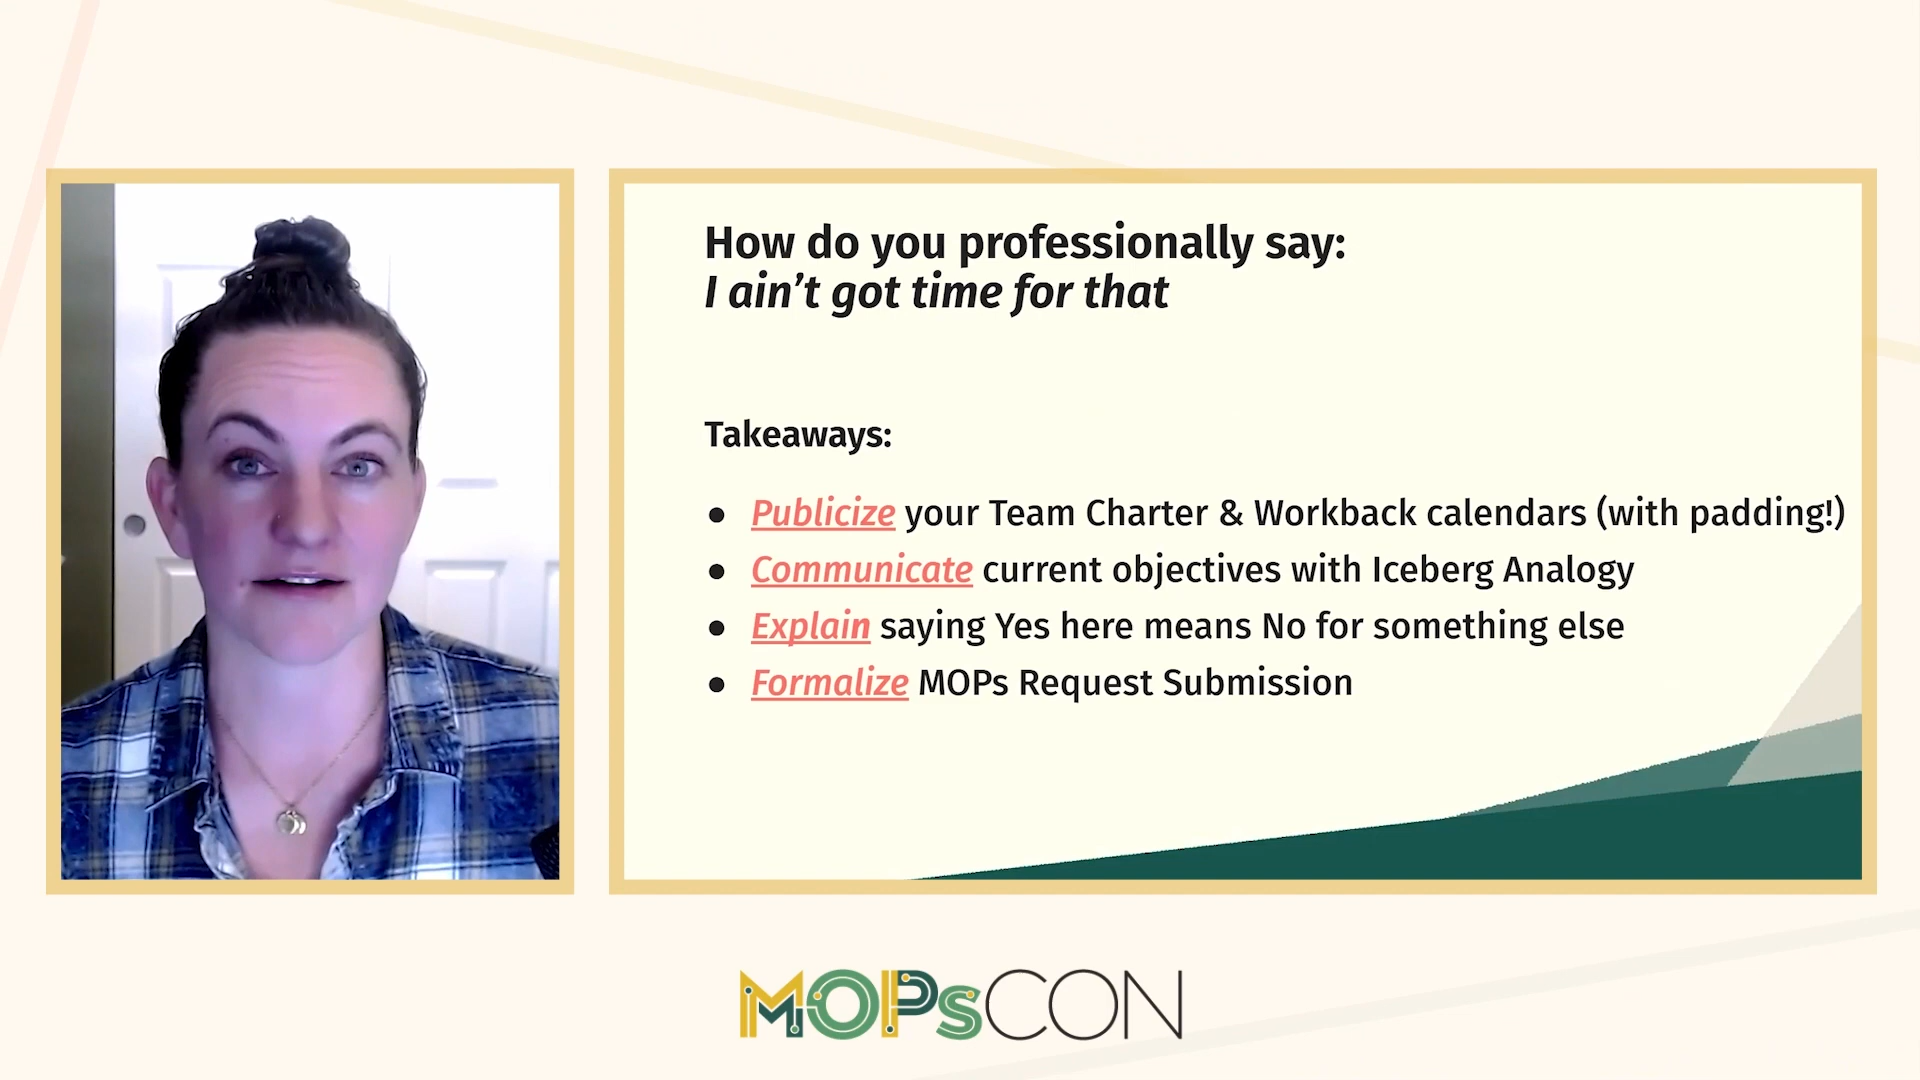 How do you professionally say:
I ain’t got time for that
Takeaways:
● Publicize your Team Charter & Workback calendars (with padding!)
● Communicate current objectives with Iceberg Analogy
● Explain saying Yes here means No for something else
● Formalize MOPs Request Submission
MOPsCON